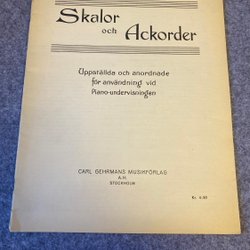 Skalor
och Ackorder
Uppställda och anordnade
för användning vid
Piano-undervisningen
CARL GEHRMANS MUSIKFÖRLAG
A.B.
STOCKHOLM